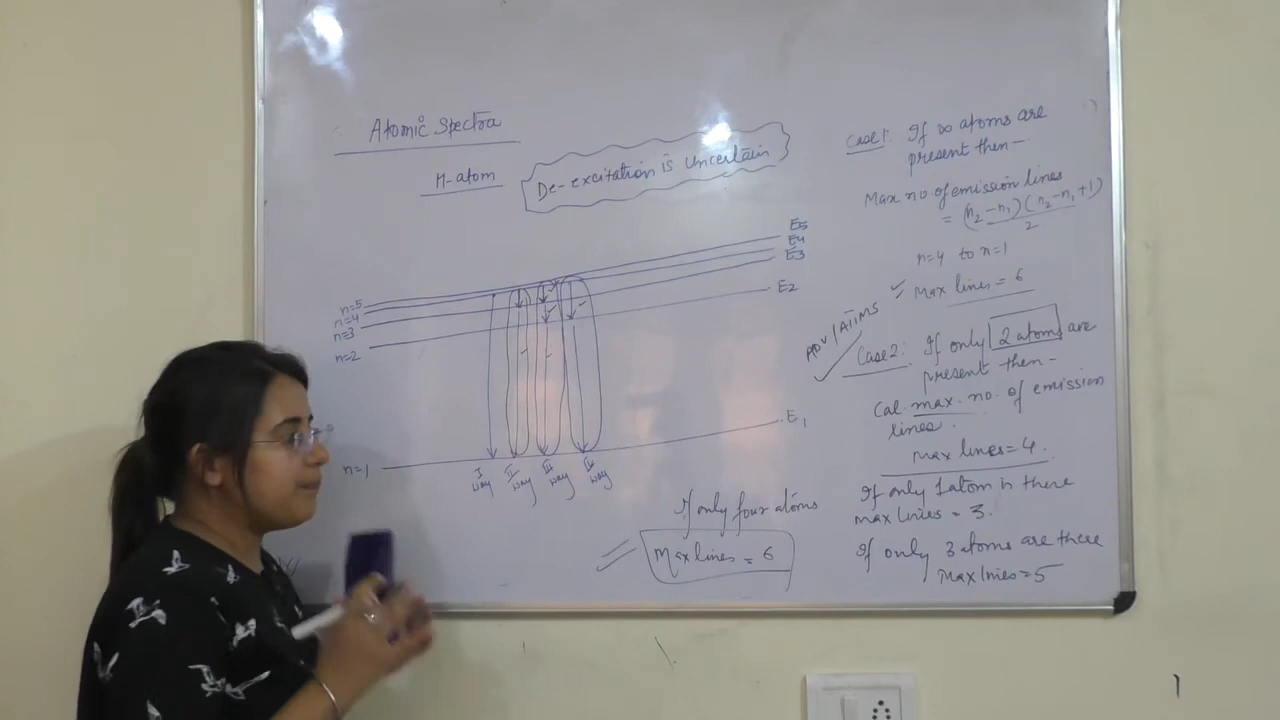 Atomic Spectra
H-atom
De-excitation is Uncertain
E5
E4
E3
E2
E1
n=5
n=4
n=3
n=2
n=1
I way
II way
III way
IV way
If only four atoms
Max lines = 6
Case1: If ∞ atoms are
present then-
Max no of emission lines
= (n2-n1)(n2-n1+1)
2
n=4 to n=1
Max lines = 6
ADV/AIIMS
Case2: If only 2 atoms are
present then-
Cal. max. no. of emission
lines.
max lines=4.
If only 1atom is there
max lines = 3.
If only 3 atoms are there
Max lines=5